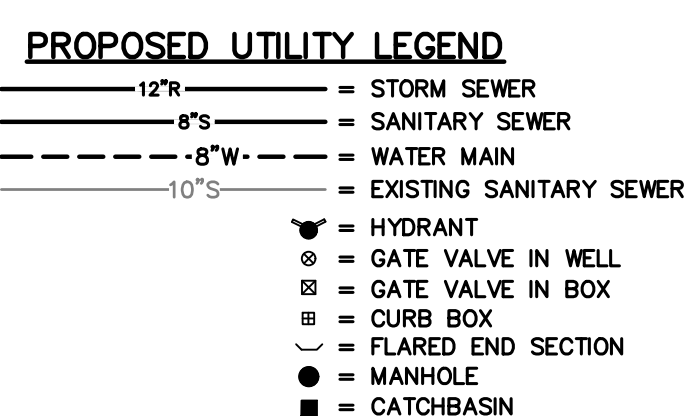 PROPOSED UTILITY LEGEND
12"R = STORM SEWER
8"S = SANITARY SEWER
8"W = WATER MAIN
10"S = EXISTING SANITARY SEWER
= HYDRANT
= GATE VALVE IN WELL
= GATE VALVE IN BOX
= CURB BOX
= FLARED END SECTION
= MANHOLE
= CATCHBASIN